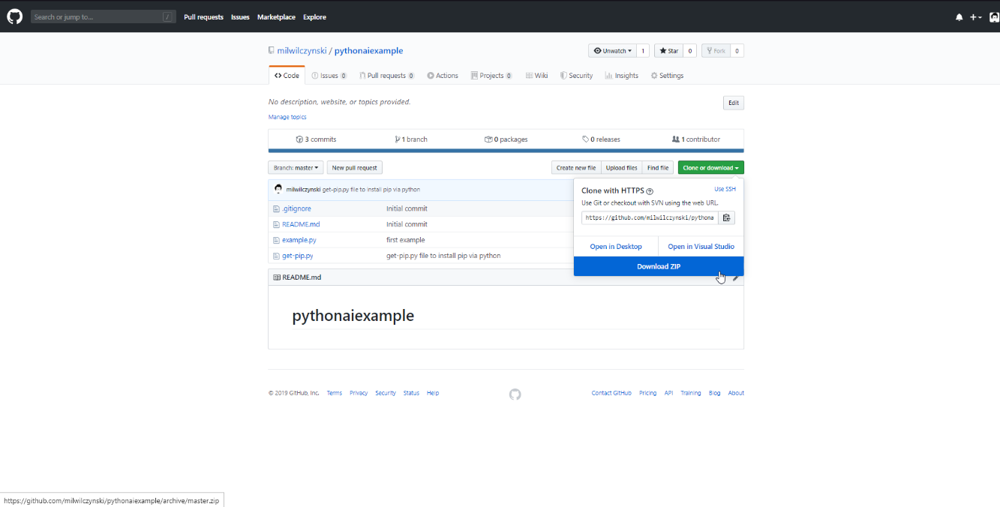 Search or jump to... /
Pull requests Issues Marketplace Explore
milwilczynski / pythonaiexample
Unwatch 1 Star 0 Fork 0
Code Issues 0 Pull requests 0 Actions Projects 0 Wiki Security Insights Settings
No description, website, or topics provided.
Edit
Manage topics
3 commits 1 branch 0 packages 0 releases 1 contributor
Branch: master New pull request Create new file Upload files Find file Clone or download
milwilczynski get-pip.py file to install pip via python
.gitignore Initial commit
README.md Initial commit
example.py first example
get-pip.py get-pip.py file to install pip via python
Clone with HTTPS ?
Use SSH
Use Git or checkout with SVN using the web URL.
https://github.com/milwilczynski/pythona
Open in Desktop Open in Visual Studio
Download ZIP
README.md
pythonaiexample
© 2019 GitHub, Inc. Terms Privacy Security Status Help Contact GitHub Pricing API Training Blog About
https://github.com/milwilczynski/pythonaiexample/archive/master.zip